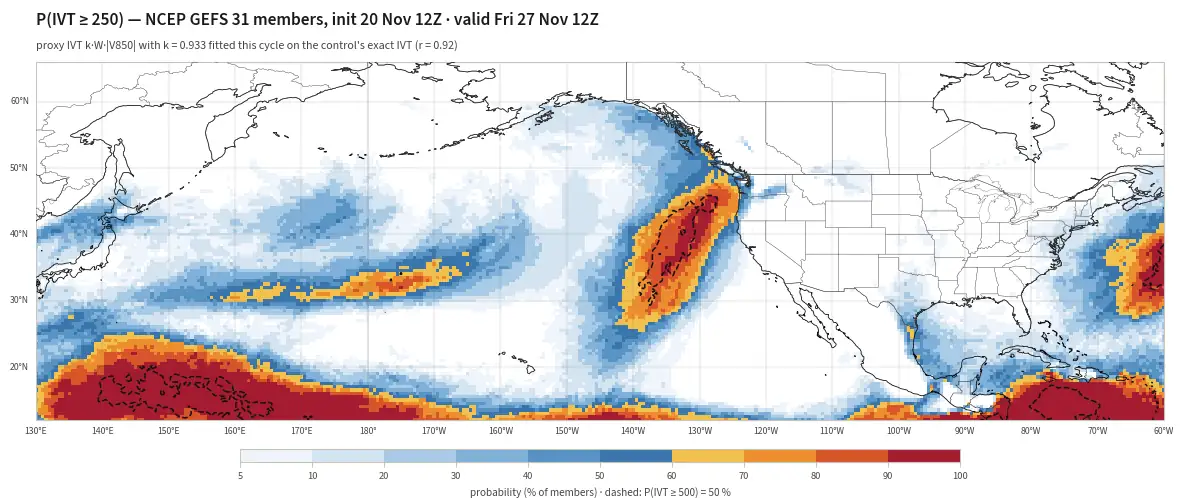 P(IVT ≥ 250) — NCEP GEFS 31 members, init 20 Nov 12Z · valid Fri 27 Nov 12Z
proxy IVT k·W·|V850| with k = 0.933 fitted this cycle on the control's exact IVT (r = 0.92)
60°N
50°N
40°N
30°N
20°N
130°E 140°E 150°E 160°E 170°E 180° 170°W 160°W 150°W 140°W 130°W 120°W 110°W 100°W 90°W 80°W 70°W 60°W
5 10 20 30 40 50 60 70 80 90 100
probability (% of members) · dashed: P(IVT ≥ 500) = 50 %